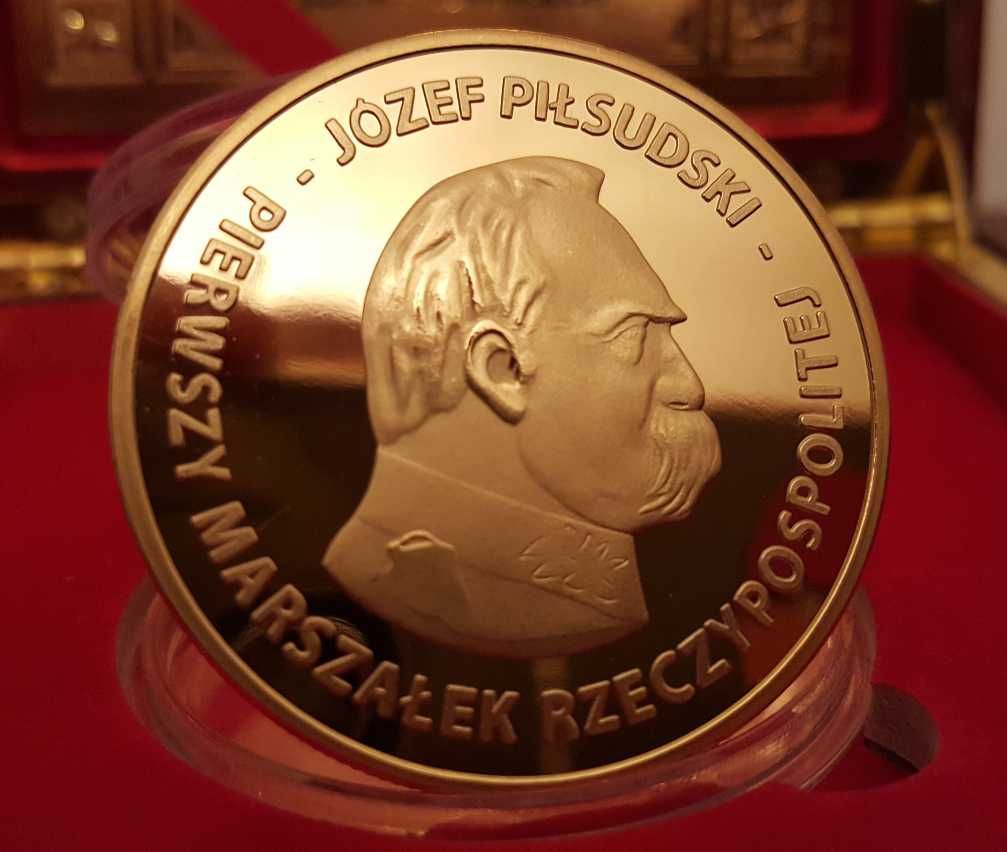 - JÓZEF PIŁSUDSKI -
PIERWSZY MARSZAŁEK RZECZYPOSPOLITEJ